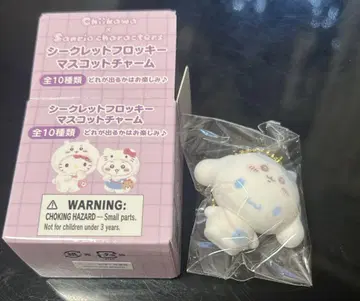 Chiikawa
×
Sanrio characters
シークレットフロッキー
マスコットチャーム
全10種類 どれが出るかはお楽しみ♪
シークレットフロッキー
マスコットチャーム
全10種類 どれが出るかはお楽しみ♪
WARNING:
CHOKING HAZARD — Small parts.
Not for children under 3 years.